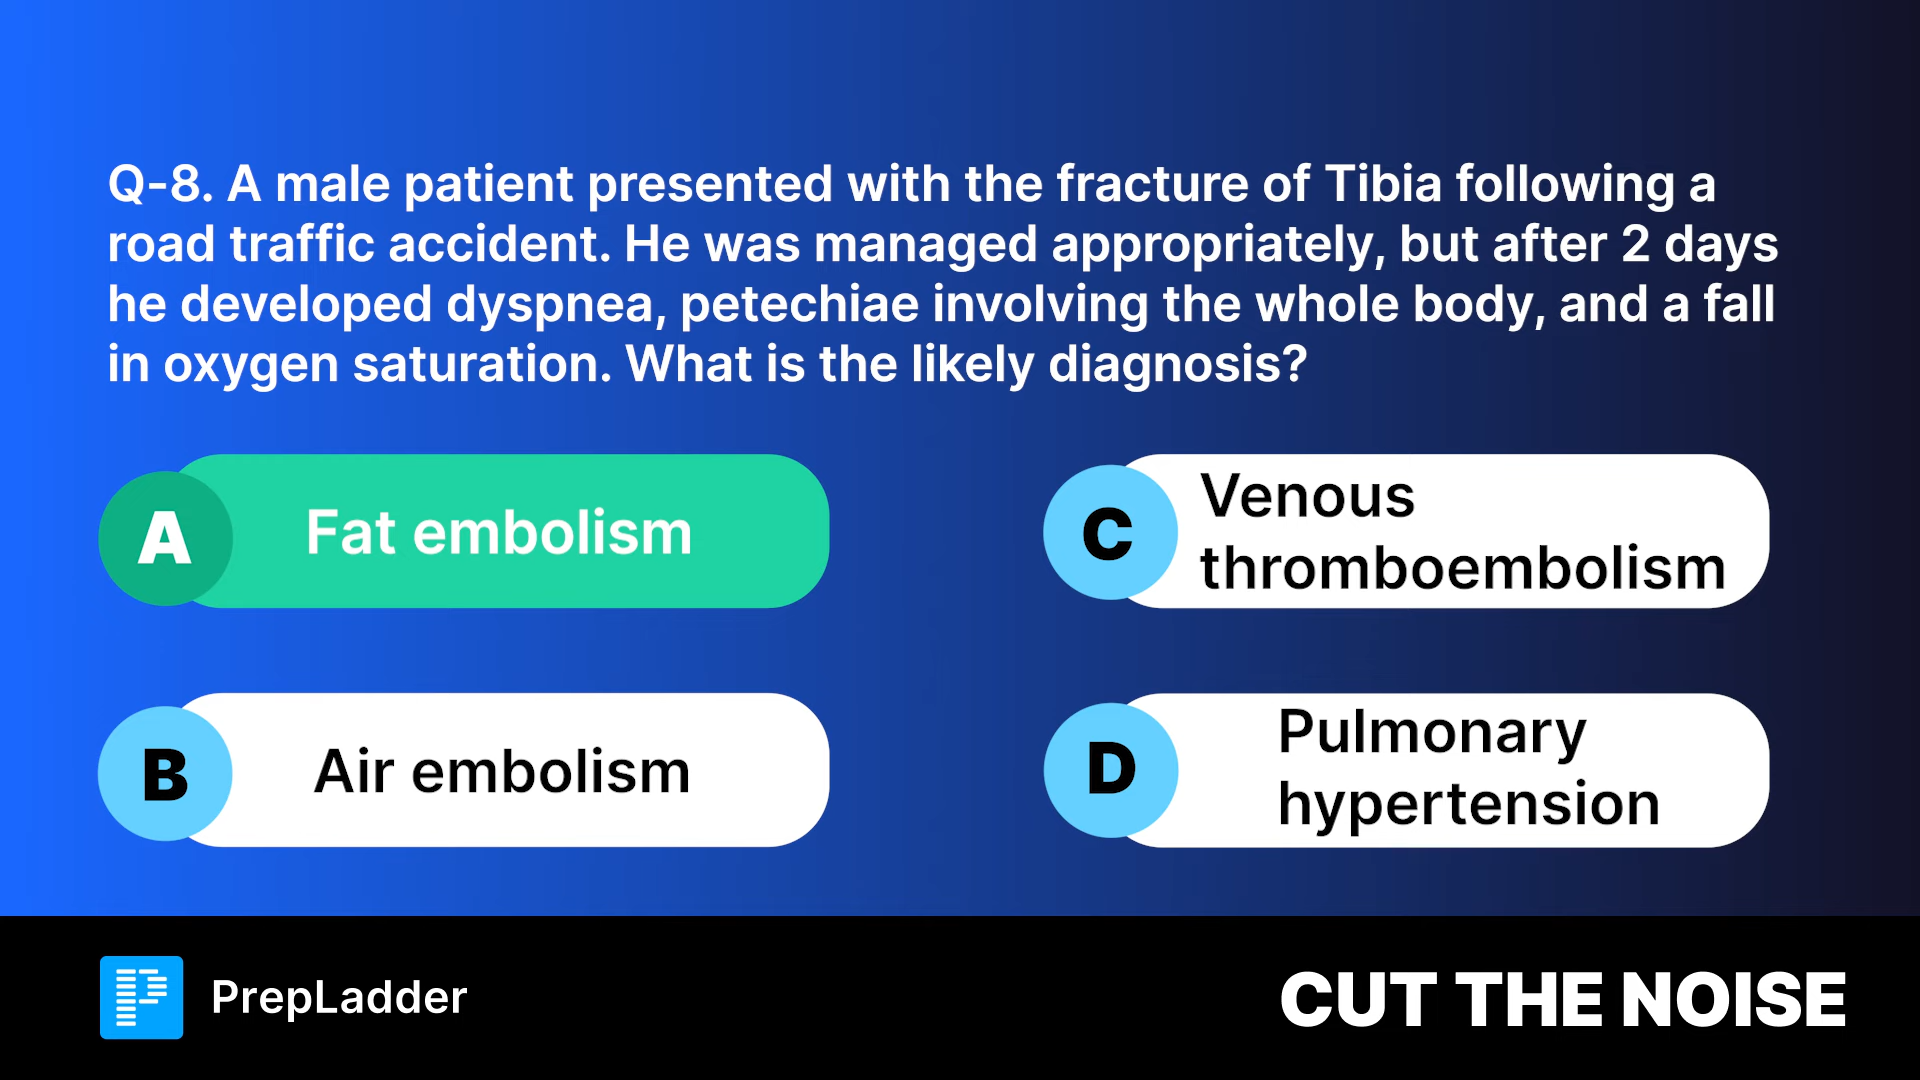 Q-8. A male patient presented with the fracture of Tibia following a
road traffic accident. He was managed appropriately, but after 2 days
he developed dyspnea, petechiae involving the whole body, and a fall
in oxygen saturation. What is the likely diagnosis?
A Fat embolism
B Air embolism
C Venous
thromboembolism
D Pulmonary
hypertension
PrepLadder
CUT THE NOISE